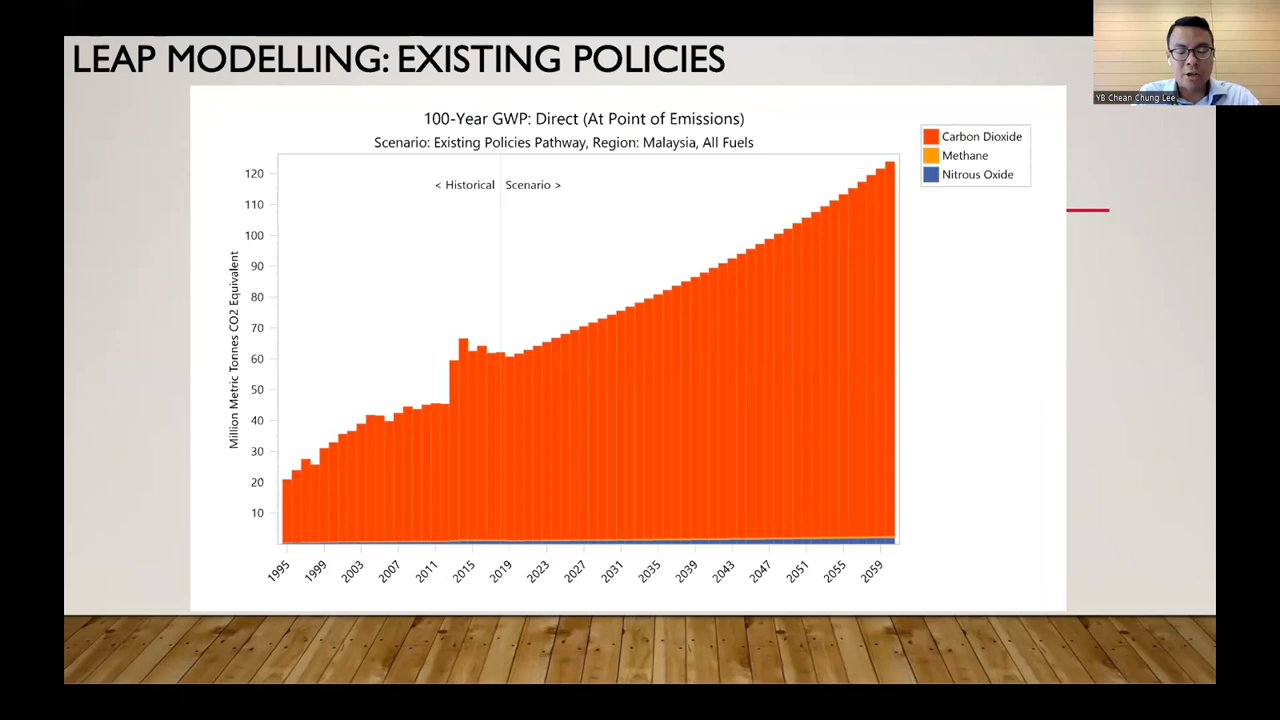 LEAP MODELLING: EXISTING POLICIES
YB Chean Chung Lee
100-Year GWP: Direct (At Point of Emissions)
Scenario: Existing Policies Pathway, Region: Malaysia, All Fuels
Carbon Dioxide
Methane
Nitrous Oxide
< Historical
Scenario >
Million Metric Tonnes CO2 Equivalent
120
110
100
90
80
70
60
50
40
30
20
10
1995
1999
2003
2007
2011
2015
2019
2023
2027
2031
2035
2039
2043
2047
2051
2055
2059